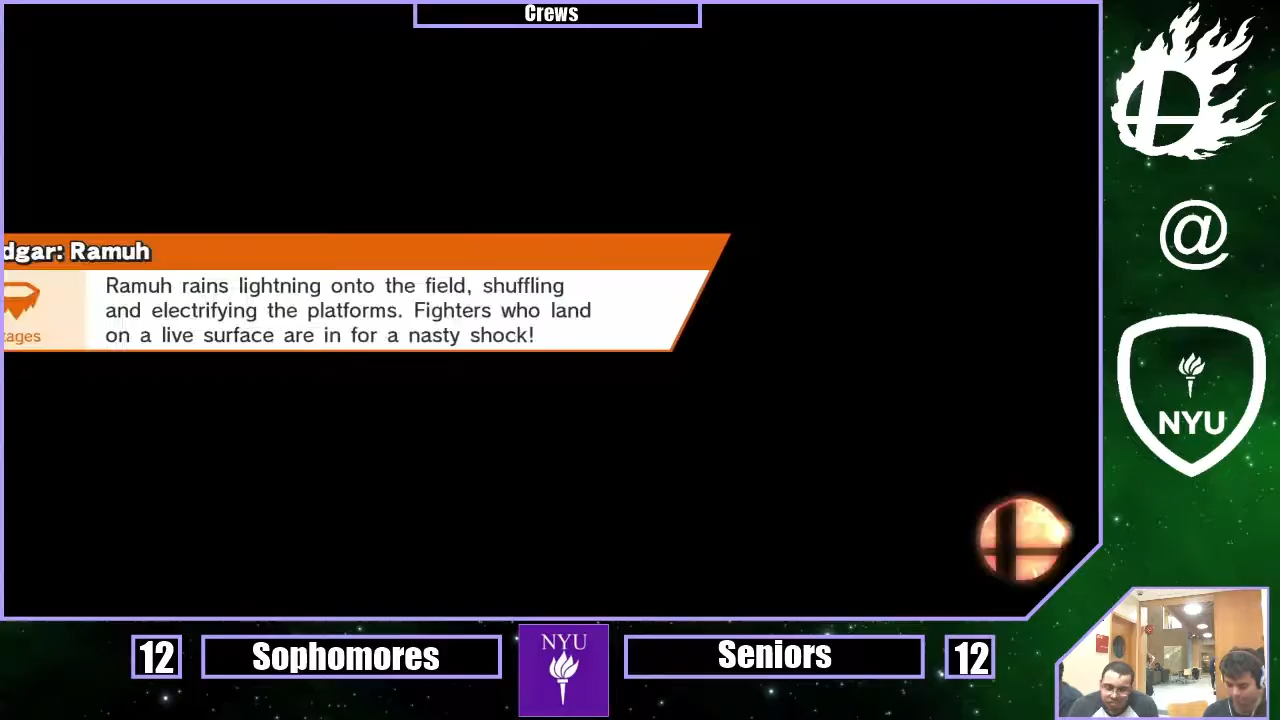 Crews
dgar: Ramuh
Ramuh rains lightning onto the field, shuffling
and electrifying the platforms. Fighters who land
on a live surface are in for a nasty shock!
tages
@
NYU
12
Sophomores
NYU
Seniors
12